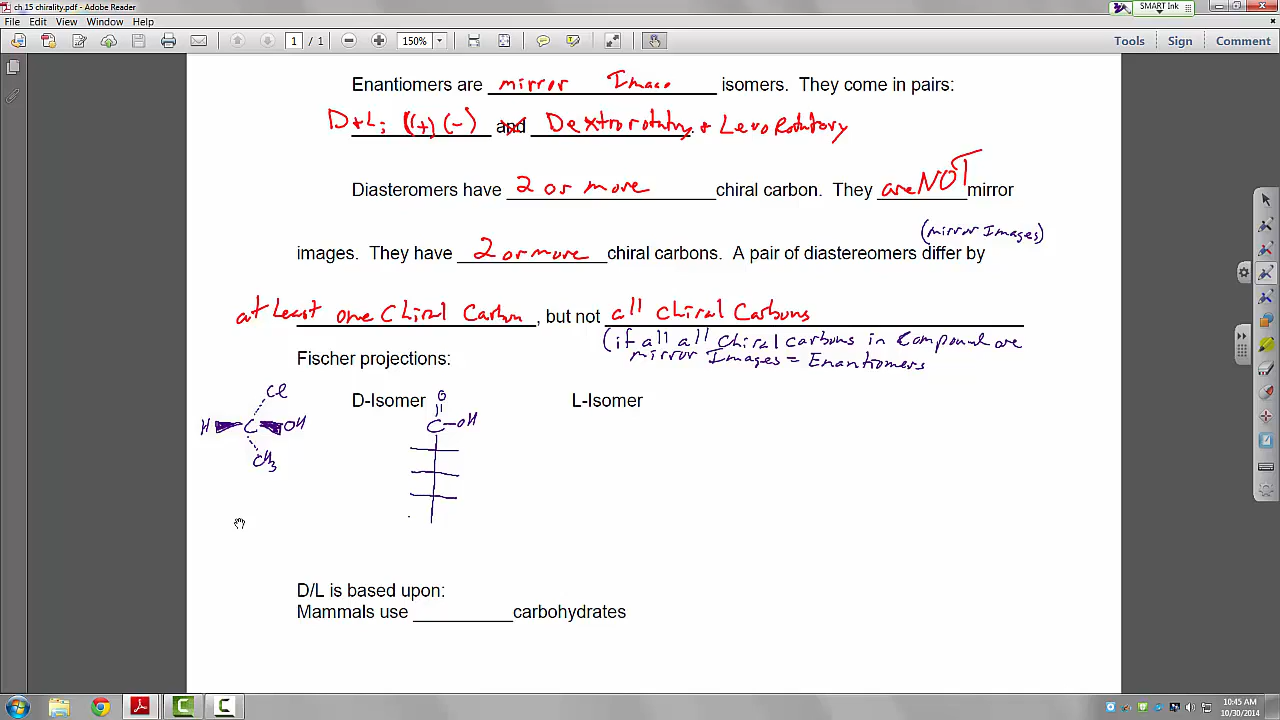 ch 15 chirality.pdf - Adobe Reader
SMART Ink
File Edit View Window Help
1 / 1 150% Tools Sign Comment
Enantiomers are mirror Image isomers. They come in pairs:
D+L; ((+) (-) and Dextrorotatry. + Levo Rotatory
Diasteromers have 2 or more chiral carbon. They are NOT mirror
(mirror Images)
images. They have 2 or more chiral carbons. A pair of diastereomers differ by
at least one Chiral Carbon, but not all chiral Carbons
(if all all Chiral carbons in Compound are
mirror Images = Enantiomers
Fischer projections:
D-Isomer L-Isomer
Cl
O
H C OH
C-OH
CH3
D/L is based upon:
Mammals use __________carbohydrates
10:45 AM
10/30/2014